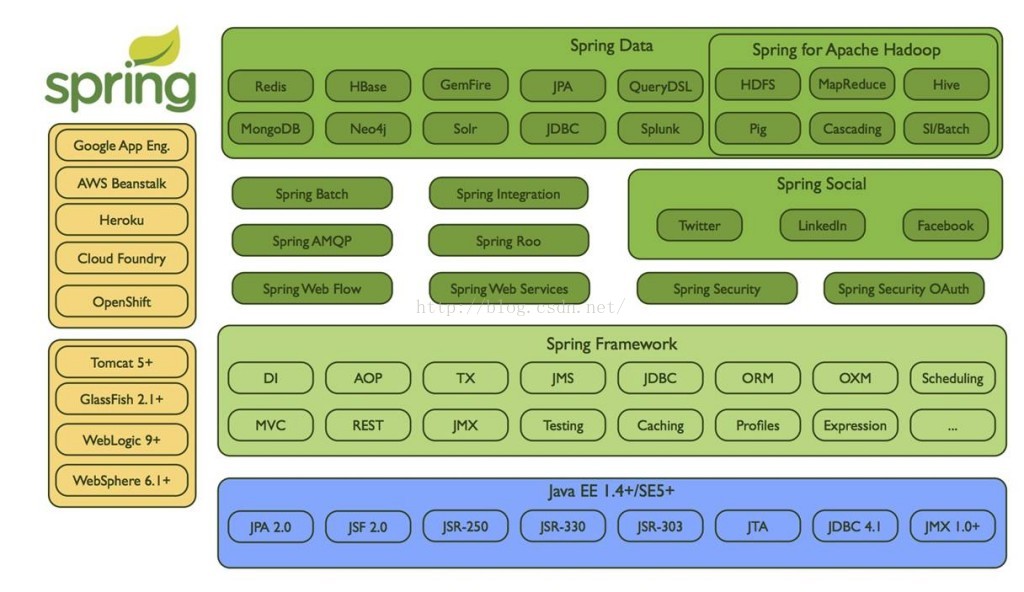 spring
Google App Eng.
AWS Beanstalk
Heroku
Cloud Foundry
OpenShift
Tomcat 5+
GlassFish 2.1+
WebLogic 9+
WebSphere 6.1+
Spring Data
Redis HBase GemFire JPA QueryDSL
MongoDB Neo4j Solr JDBC Splunk
Spring for Apache Hadoop
HDFS MapReduce Hive
Pig Cascading SI/Batch
Spring Batch Spring Integration
Spring AMQP Spring Roo
Spring Web Flow Spring Web Services
Spring Social
Twitter LinkedIn Facebook
Spring Security Spring Security OAuth
http://blog.csdn.net/
Spring Framework
DI AOP TX JMS JDBC ORM OXM Scheduling
MVC REST JMX Testing Caching Profiles Expression ...
Java EE 1.4+/SE5+
JPA 2.0 JSF 2.0 JSR-250 JSR-330 JSR-303 JTA JDBC 4.1 JMX 1.0+